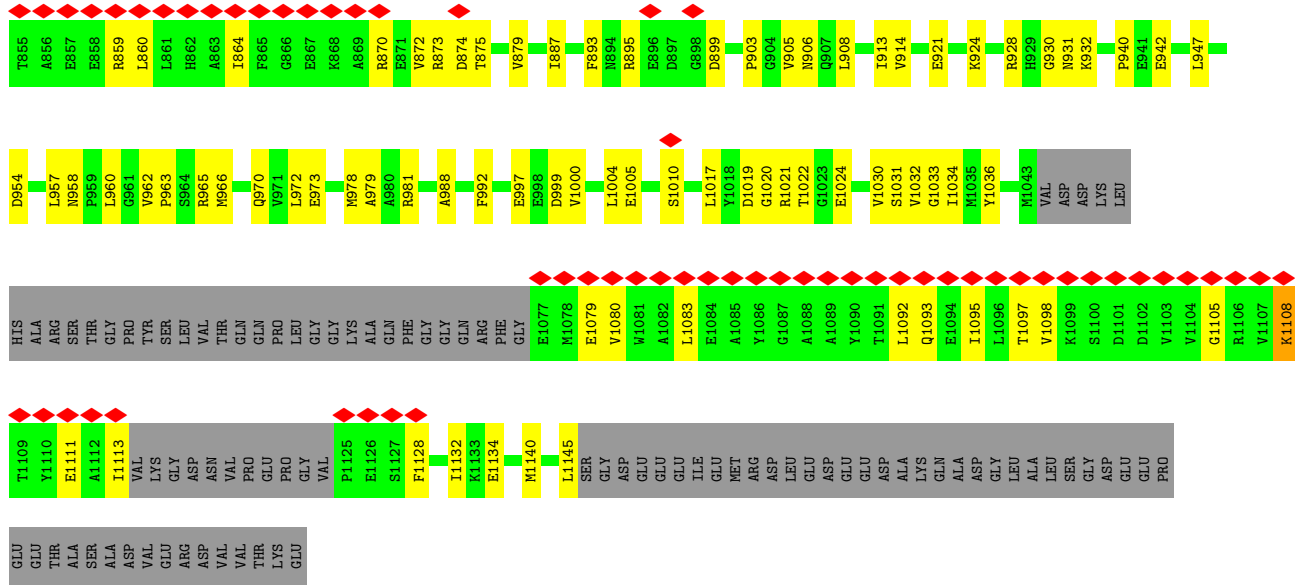 T855 A856 E857 E858 R859 L860 L861 H862 A863 I864 F865 G866 E867 K868 A869 R870 E871 V872 R873 D874 T875 V879 I887 F893 N894 R895 E896 D897 G898 D899 P903 G904 V905 N906 Q907 L908 I913 V914 E921 K924 R928 H929 G930 N931 K932 P940 E941 E942 L947
D954 L957 N958 P959 L960 G961 V962 P963 S964 R965 M966 Q970 V971 L972 E973 M978 A979 A980 R981 A988 F992 E997 E998 D999 V1000 L1004 E1005 S1010 L1017 Y1018 D1019 G1020 R1021 T1022 G1023 E1024 V1030 S1031 V1032 G1033 I1034 M1035 Y1036 M1043 VAL ASP ASP LYS LEU
HIS ALA ARG SER THR GLY PRO TYR SER LEU VAL THR GLN GLN PRO LEU GLY GLY LYS ALA GLN PHE GLY GLY GLN ARG PHE GLY E1077 M1078 E1079 V1080 W1081 A1082 L1083 E1084 A1085 Y1086 G1087 A1088 A1089 Y1090 T1091 L1092 Q1093 E1094 I1095 L1096 T1097 V1098 K1099 S1100 D1101 D1102 V1103 V1104 G1105 R1106 V1107 K1108
T1109 Y1110 E1111 A1112 I1113 VAL LYS GLY ASP ASN VAL PRO GLU PRO GLY VAL P1125 E1126 S1127 F1128 I1132 K1133 E1134 M1140 L1145 SER GLY ASP GLU GLU GLU ILE GLU MET ARG ASP LEU GLU ASP GLU GLU ASP ASP ALA LYS GLN ALA ASP GLY LEU ALA LEU SER GLY ASP GLU GLU PRO
GLU GLU THR ALA SER ALA ASP VAL GLU ARG ASP VAL VAL THR LYS GLU